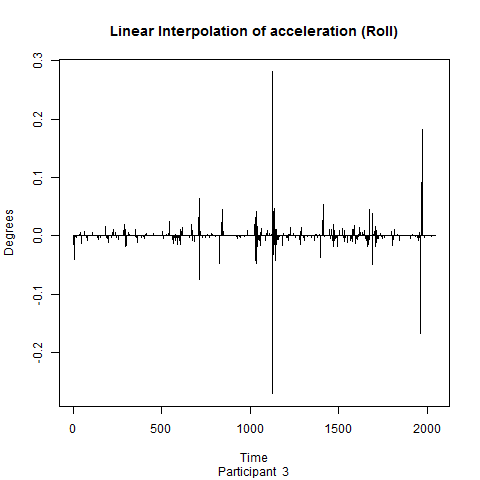 Linear Interpolation of acceleration (Roll)
0.3
0.2
0.1
0.0
-0.1
-0.2
Degrees
0 500 1000 1500 2000
Time
Participant 3